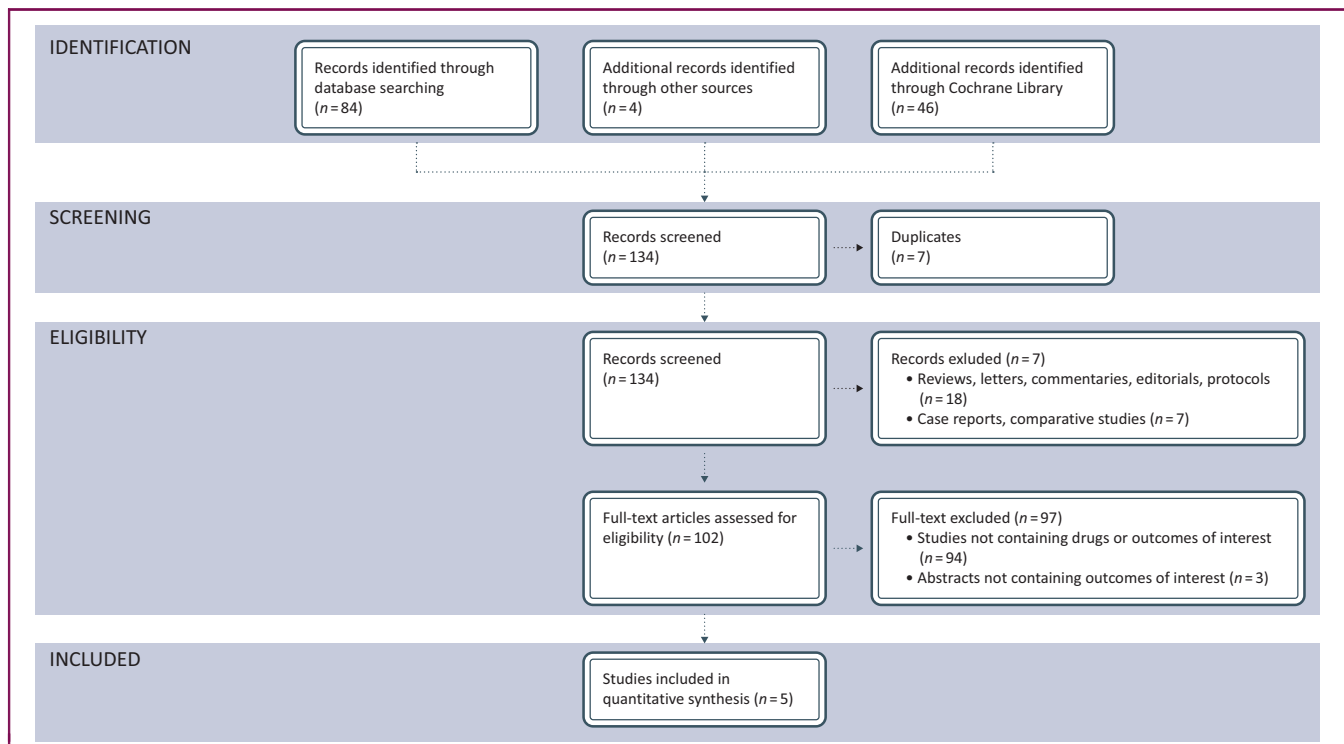 IDENTIFICATION
Records identified through
database searching
(n = 84)
Additional records identified
through other sources
(n = 4)
Additional records identified
through Cochrane Library
(n = 46)
SCREENING
Records screened
(n = 134)
Duplicates
(n = 7)
ELIGIBILITY
Records screened
(n = 134)
Records exluded (n = 7)
• Reviews, letters, commentaries, editorials, protocols
(n = 18)
• Case reports, comparative studies (n = 7)
Full-text articles assessed for
eligibility (n = 102)
Full-text excluded (n = 97)
• Studies not containing drugs or outcomes of interest
(n = 94)
• Abstracts not containing outcomes of interest (n = 3)
INCLUDED
Studies included in
quantitative synthesis (n = 5)